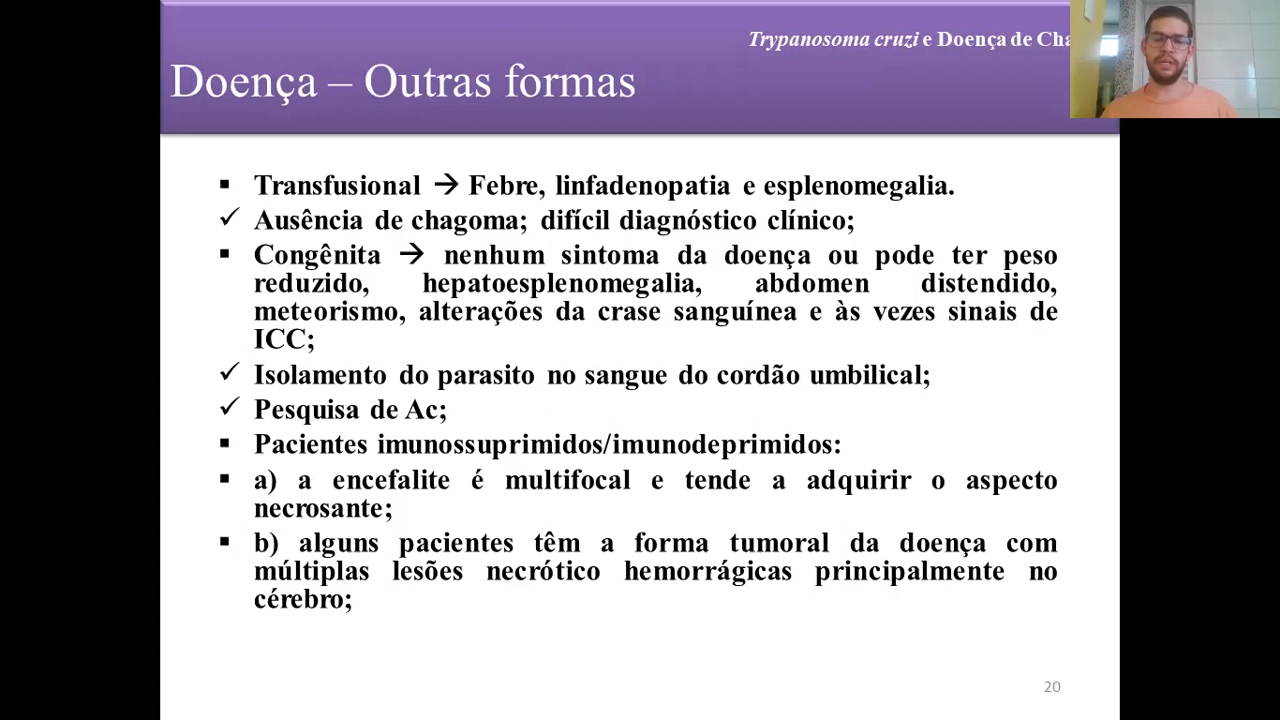 Trypanosoma cruzi e Doença de Cha
Doença – Outras formas
▪ Transfusional → Febre, linfadenopatia e esplenomegalia.
✓ Ausência de chagoma; difícil diagnóstico clínico;
▪ Congênita → nenhum sintoma da doença ou pode ter peso
reduzido, hepatoesplenomegalia, abdomen distendido,
meteorismo, alterações da crase sanguínea e às vezes sinais de
ICC;
✓ Isolamento do parasito no sangue do cordão umbilical;
✓ Pesquisa de Ac;
▪ Pacientes imunossuprimidos/imunodeprimidos:
▪ a) a encefalite é multifocal e tende a adquirir o aspecto
necrosante;
▪ b) alguns pacientes têm a forma tumoral da doença com
múltiplas lesões necrótico hemorrágicas principalmente no
cérebro;
20